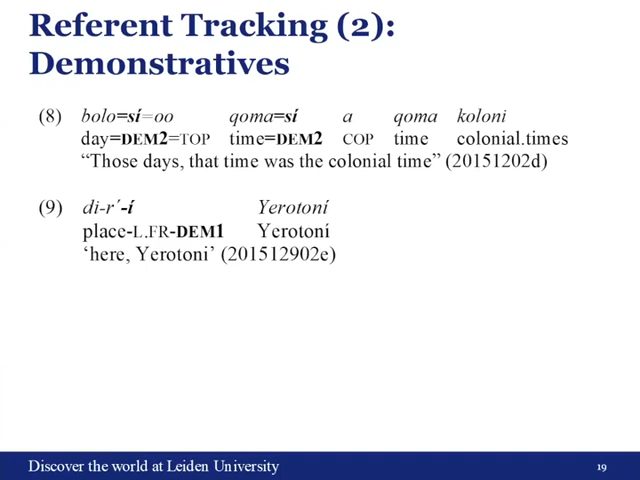 Referent Tracking (2):
Demonstratives
(8) bolo=sí=oo qoma=sí a qoma koloni
day=DEM2=TOP time=DEM2 COP time colonial.times
“Those days, that time was the colonial time” (20151202d)
(9) di-r´-í Yerotoní
place-L.FR-DEM1 Yerotoní
‘here, Yerotoni’ (201512902e)
Discover the world at Leiden University 19